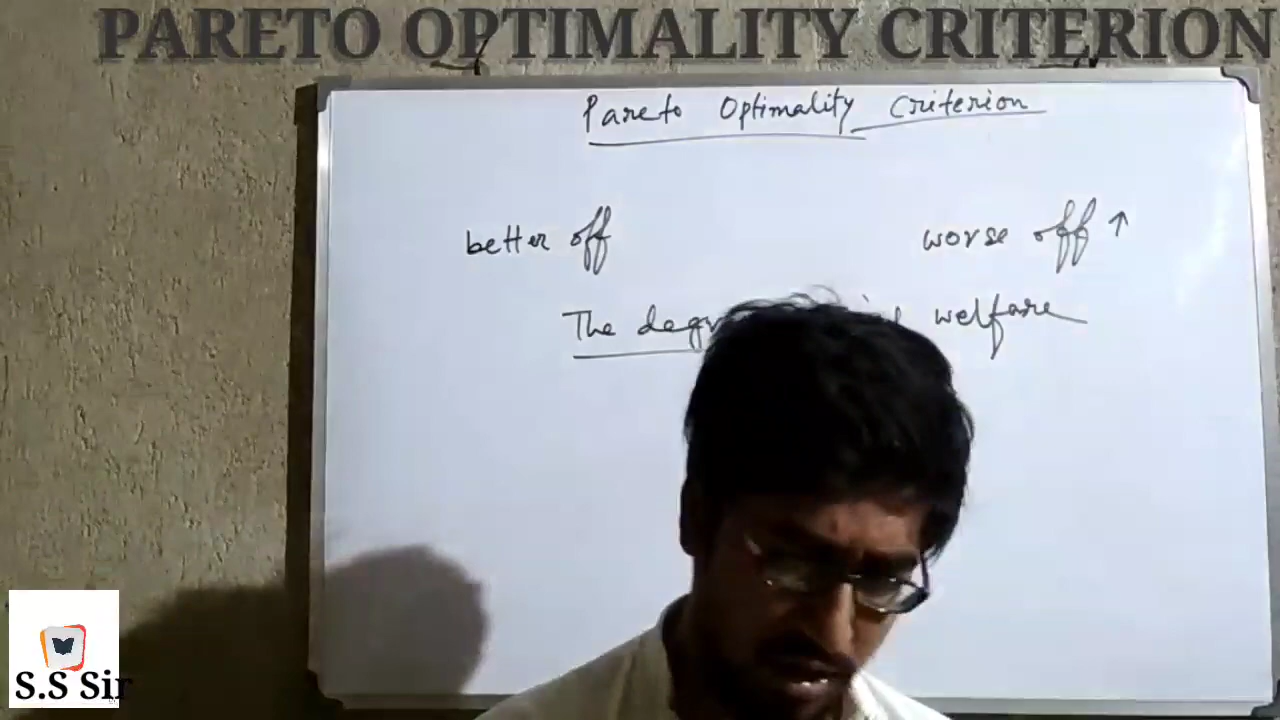 PARETO OPTIMALITY CRITERION
Pareto Optimality Criterion
better off worse off ↑
The welfare
S.S Sir